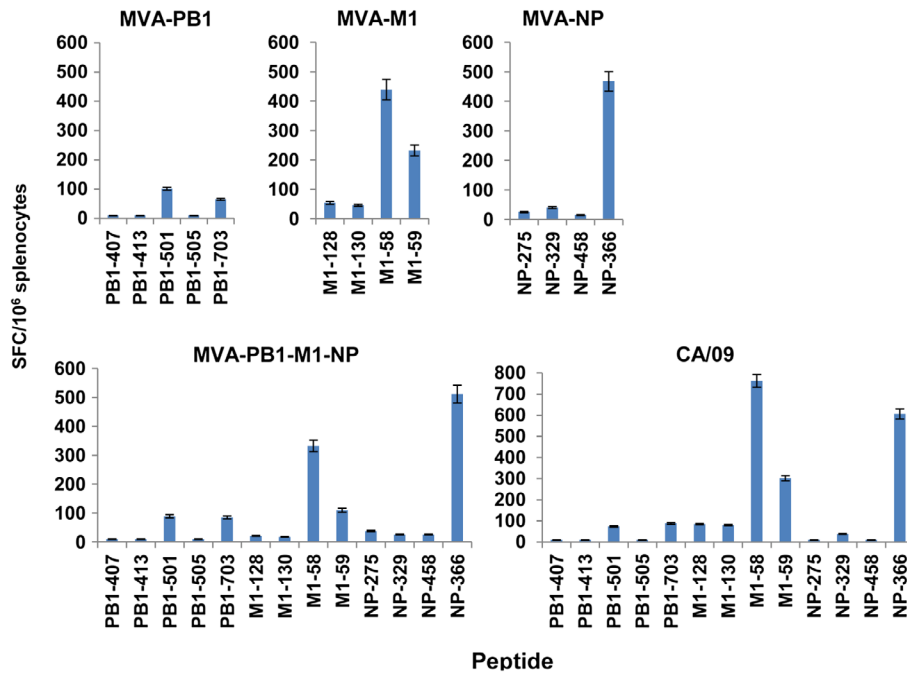 MVA-PB1
MVA-M1
MVA-NP
600
500
400
300
200
100
0
PB1-407
PB1-413
PB1-501
PB1-505
PB1-703
600
500
400
300
200
100
0
M1-128
M1-130
M1-58
M1-59
600
500
400
300
200
100
0
NP-275
NP-329
NP-458
NP-366
SFC/10⁶ splenocytes
MVA-PB1-M1-NP
600
500
400
300
200
100
0
PB1-407
PB1-413
PB1-501
PB1-505
PB1-703
M1-128
M1-130
M1-58
M1-59
NP-275
NP-329
NP-458
NP-366
CA/09
800
700
600
500
400
300
200
100
0
PB1-407
PB1-413
PB1-501
PB1-505
PB1-703
M1-128
M1-130
M1-58
M1-59
NP-275
NP-329
NP-458
NP-366
Peptide